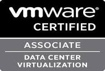 vmware®
CERTIFIED
ASSOCIATE
DATA CENTER
VIRTUALIZATION